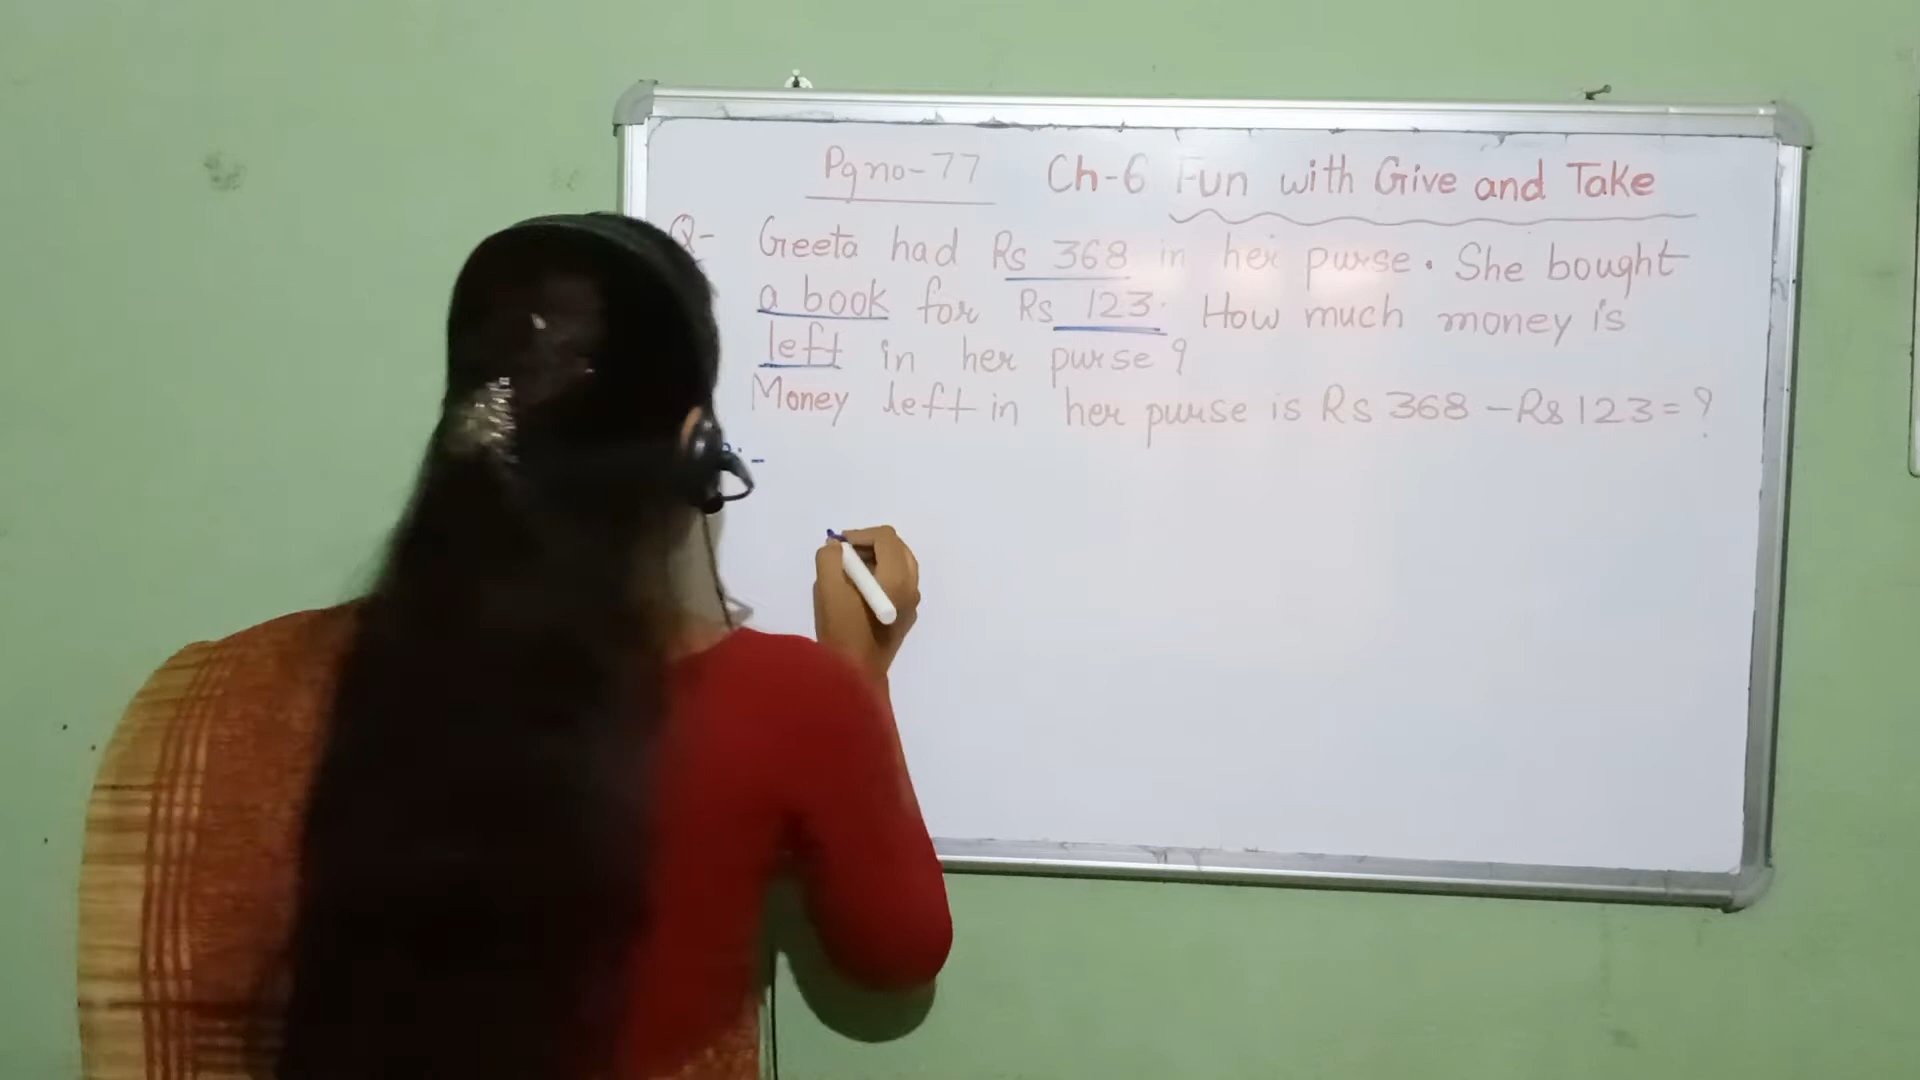 Pg no-77 Ch-6 Fun with Give and Take
Q- Geeta had Rs 368 in her purse. She bought
a book for Rs 123. How much money is
left in her purse?
Money left in her purse is Rs 368 - Rs 123 = ?